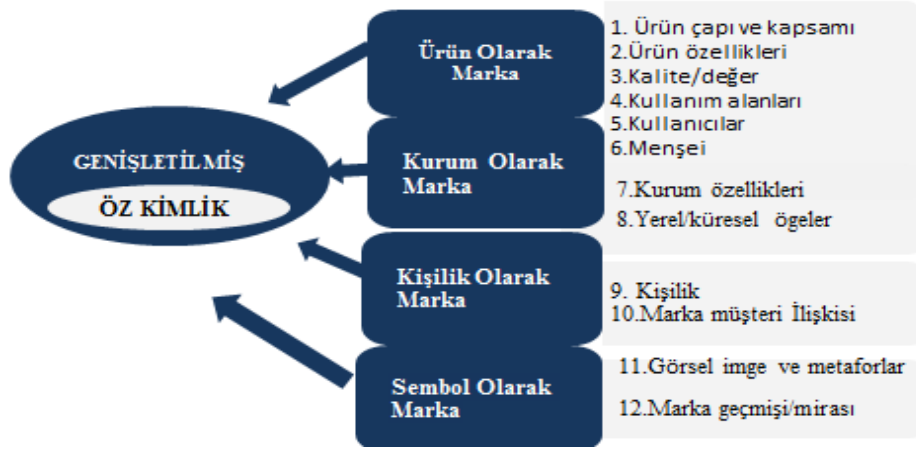 GENİŞLETİLMİŞ
ÖZ KİMLİK
Ürün Olarak
Marka
1. Ürün çapı ve kapsamı
2.Ürün özellikleri
3.Kalite/değer
4.Kullanım alanları
5.Kullanıcılar
6.Menşei
Kurum Olarak
Marka
7.Kurum özellikleri
8.Yerel/küresel ögeler
Kişilik Olarak
Marka
9. Kişilik
10.Marka müşteri İlişkisi
Sembol Olarak
Marka
11.Görsel imge ve metaforlar
12.Marka geçmişi/mirası